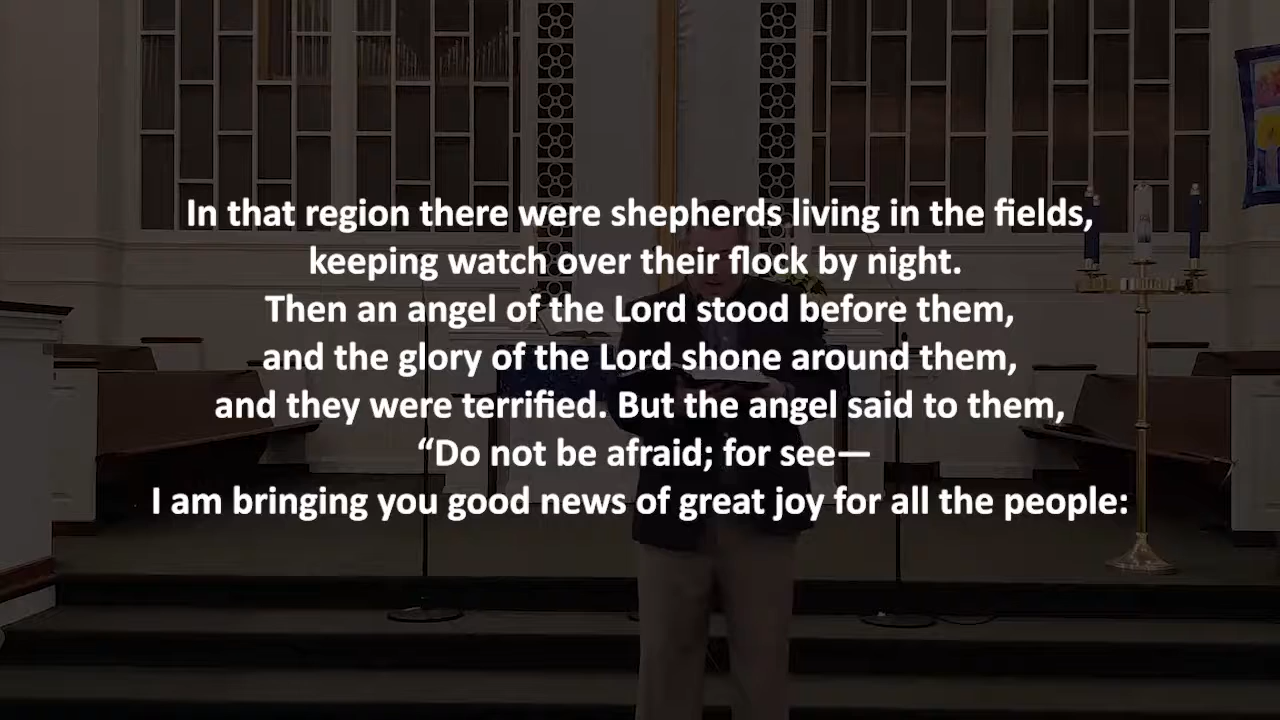 In that region there were shepherds living in the fields,
keeping watch over their flock by night.
Then an angel of the Lord stood before them,
and the glory of the Lord shone around them,
and they were terrified. But the angel said to them,
“Do not be afraid; for see—
I am bringing you good news of great joy for all the people: